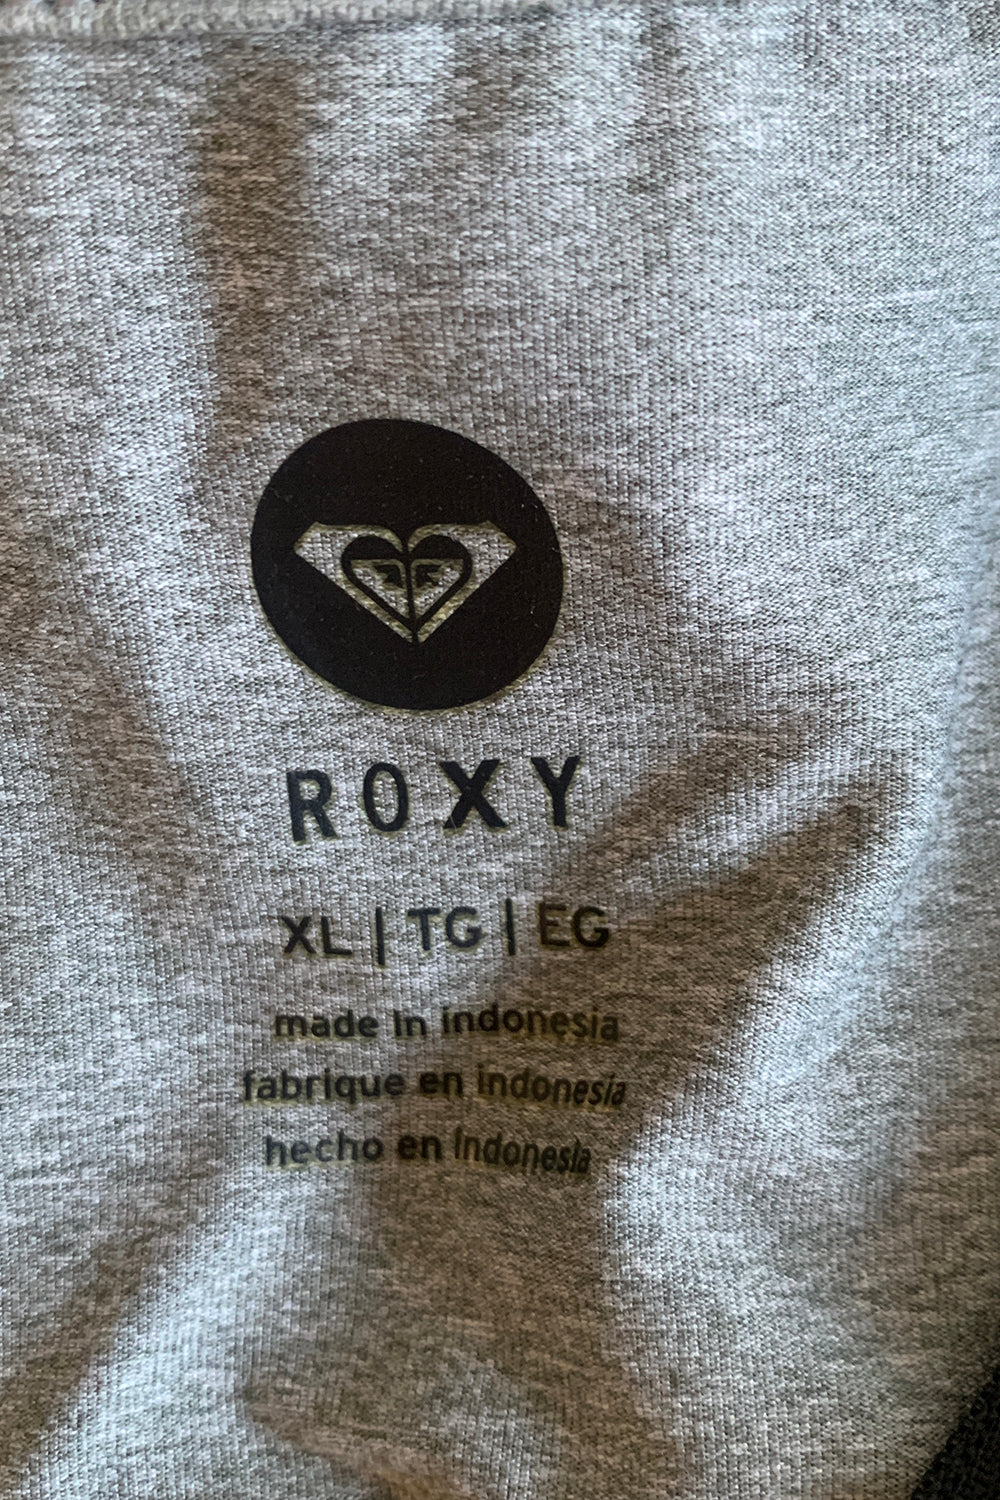 ROXY
XL | TG | EG
made in indonesia
fabrique en indonesia
hecho en Indonesia